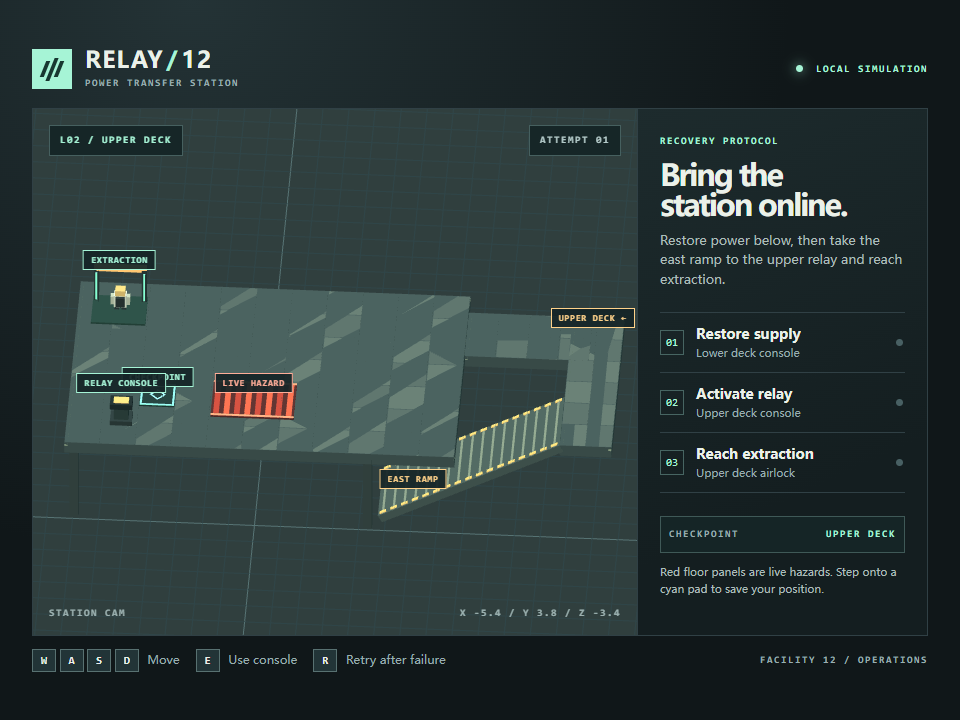 RELAY/12
POWER TRANSFER STATION
LOCAL SIMULATION
L02 / UPPER DECK
ATTEMPT 01
EXTRACTION
UPPER DECK ←
RELAY CONSOLE
LIVE HAZARD
EAST RAMP
STATION CAM
X -5.4 / Y 3.8 / Z -3.4
RECOVERY PROTOCOL
Bring the
station online.
Restore power below, then take the
east ramp to the upper relay and reach
extraction.
01 Restore supply
Lower deck console
02 Activate relay
Upper deck console
03 Reach extraction
Upper deck airlock
CHECKPOINT UPPER DECK
Red floor panels are live hazards. Step onto a
cyan pad to save your position.
W A S D Move E Use console R Retry after failure
FACILITY 12 / OPERATIONS